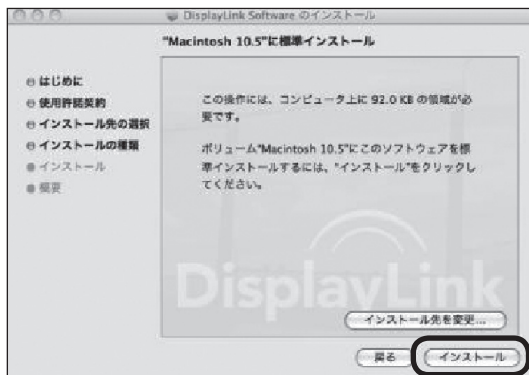 DisplayLink Software のインストール
"Macintosh 10.5"に標準インストール
はじめに
使用許諾契約
インストール先の選択
インストールの種類
インストール
概要
この操作には、コンピュータ上に 92.0 KB の領域が必
要です。
ボリューム"Macintosh 10.5"にこのソフトウェアを標
準インストールするには、"インストール"をクリックし
てください。
DisplayLink
インストール先を変更...
戻る
インストール